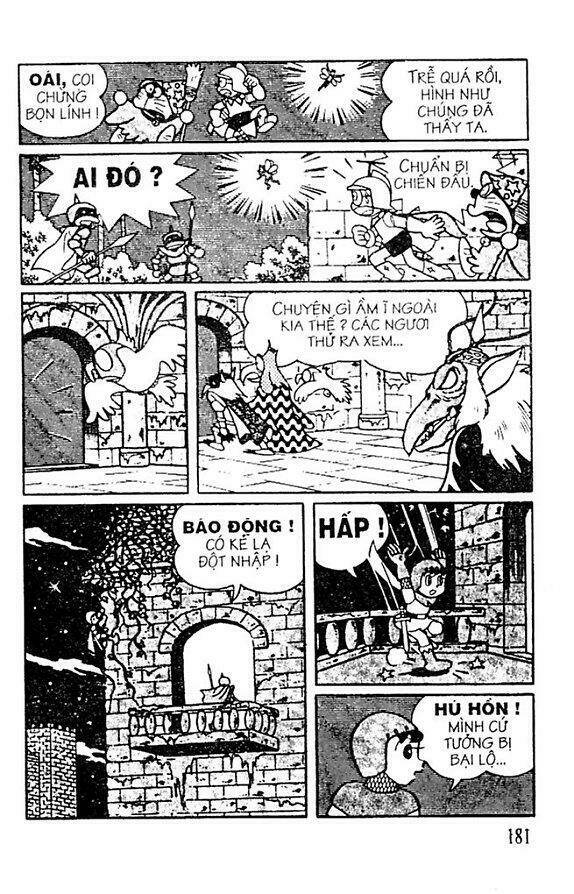 OÁI, COI
CHỪNG
BỌN LÍNH !
TRỄ QUÁ RỒI,
HÌNH NHƯ
CHÚNG ĐÃ
THẤY TA.
AI ĐÓ ?
CHUẨN BỊ
CHIẾN ĐẤU.
CHUYỆN GÌ ẦM Ĩ NGOÀI
KIA THẾ ? CÁC NGƯƠI
THỬ RA XEM...
BÁO ĐỘNG !
CÓ KẺ LẠ
ĐỘT NHẬP !
HẤP !
HÚ HỒN !
MÌNH CỨ
TƯỞNG BỊ
BẠI LỘ...
181